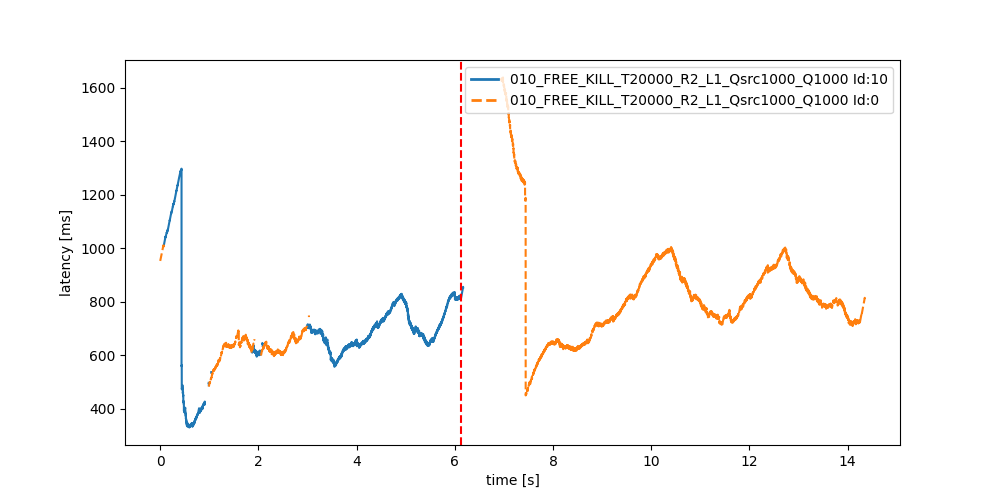 1600
1400
1200
1000
800
600
400
latency [ms]
010_FREE_KILL_T20000_R2_L1_Qsrc1000_Q1000 Id:10
010_FREE_KILL_T20000_R2_L1_Qsrc1000_Q1000 Id:0
0 2 4 6 8 10 12 14
time [s]